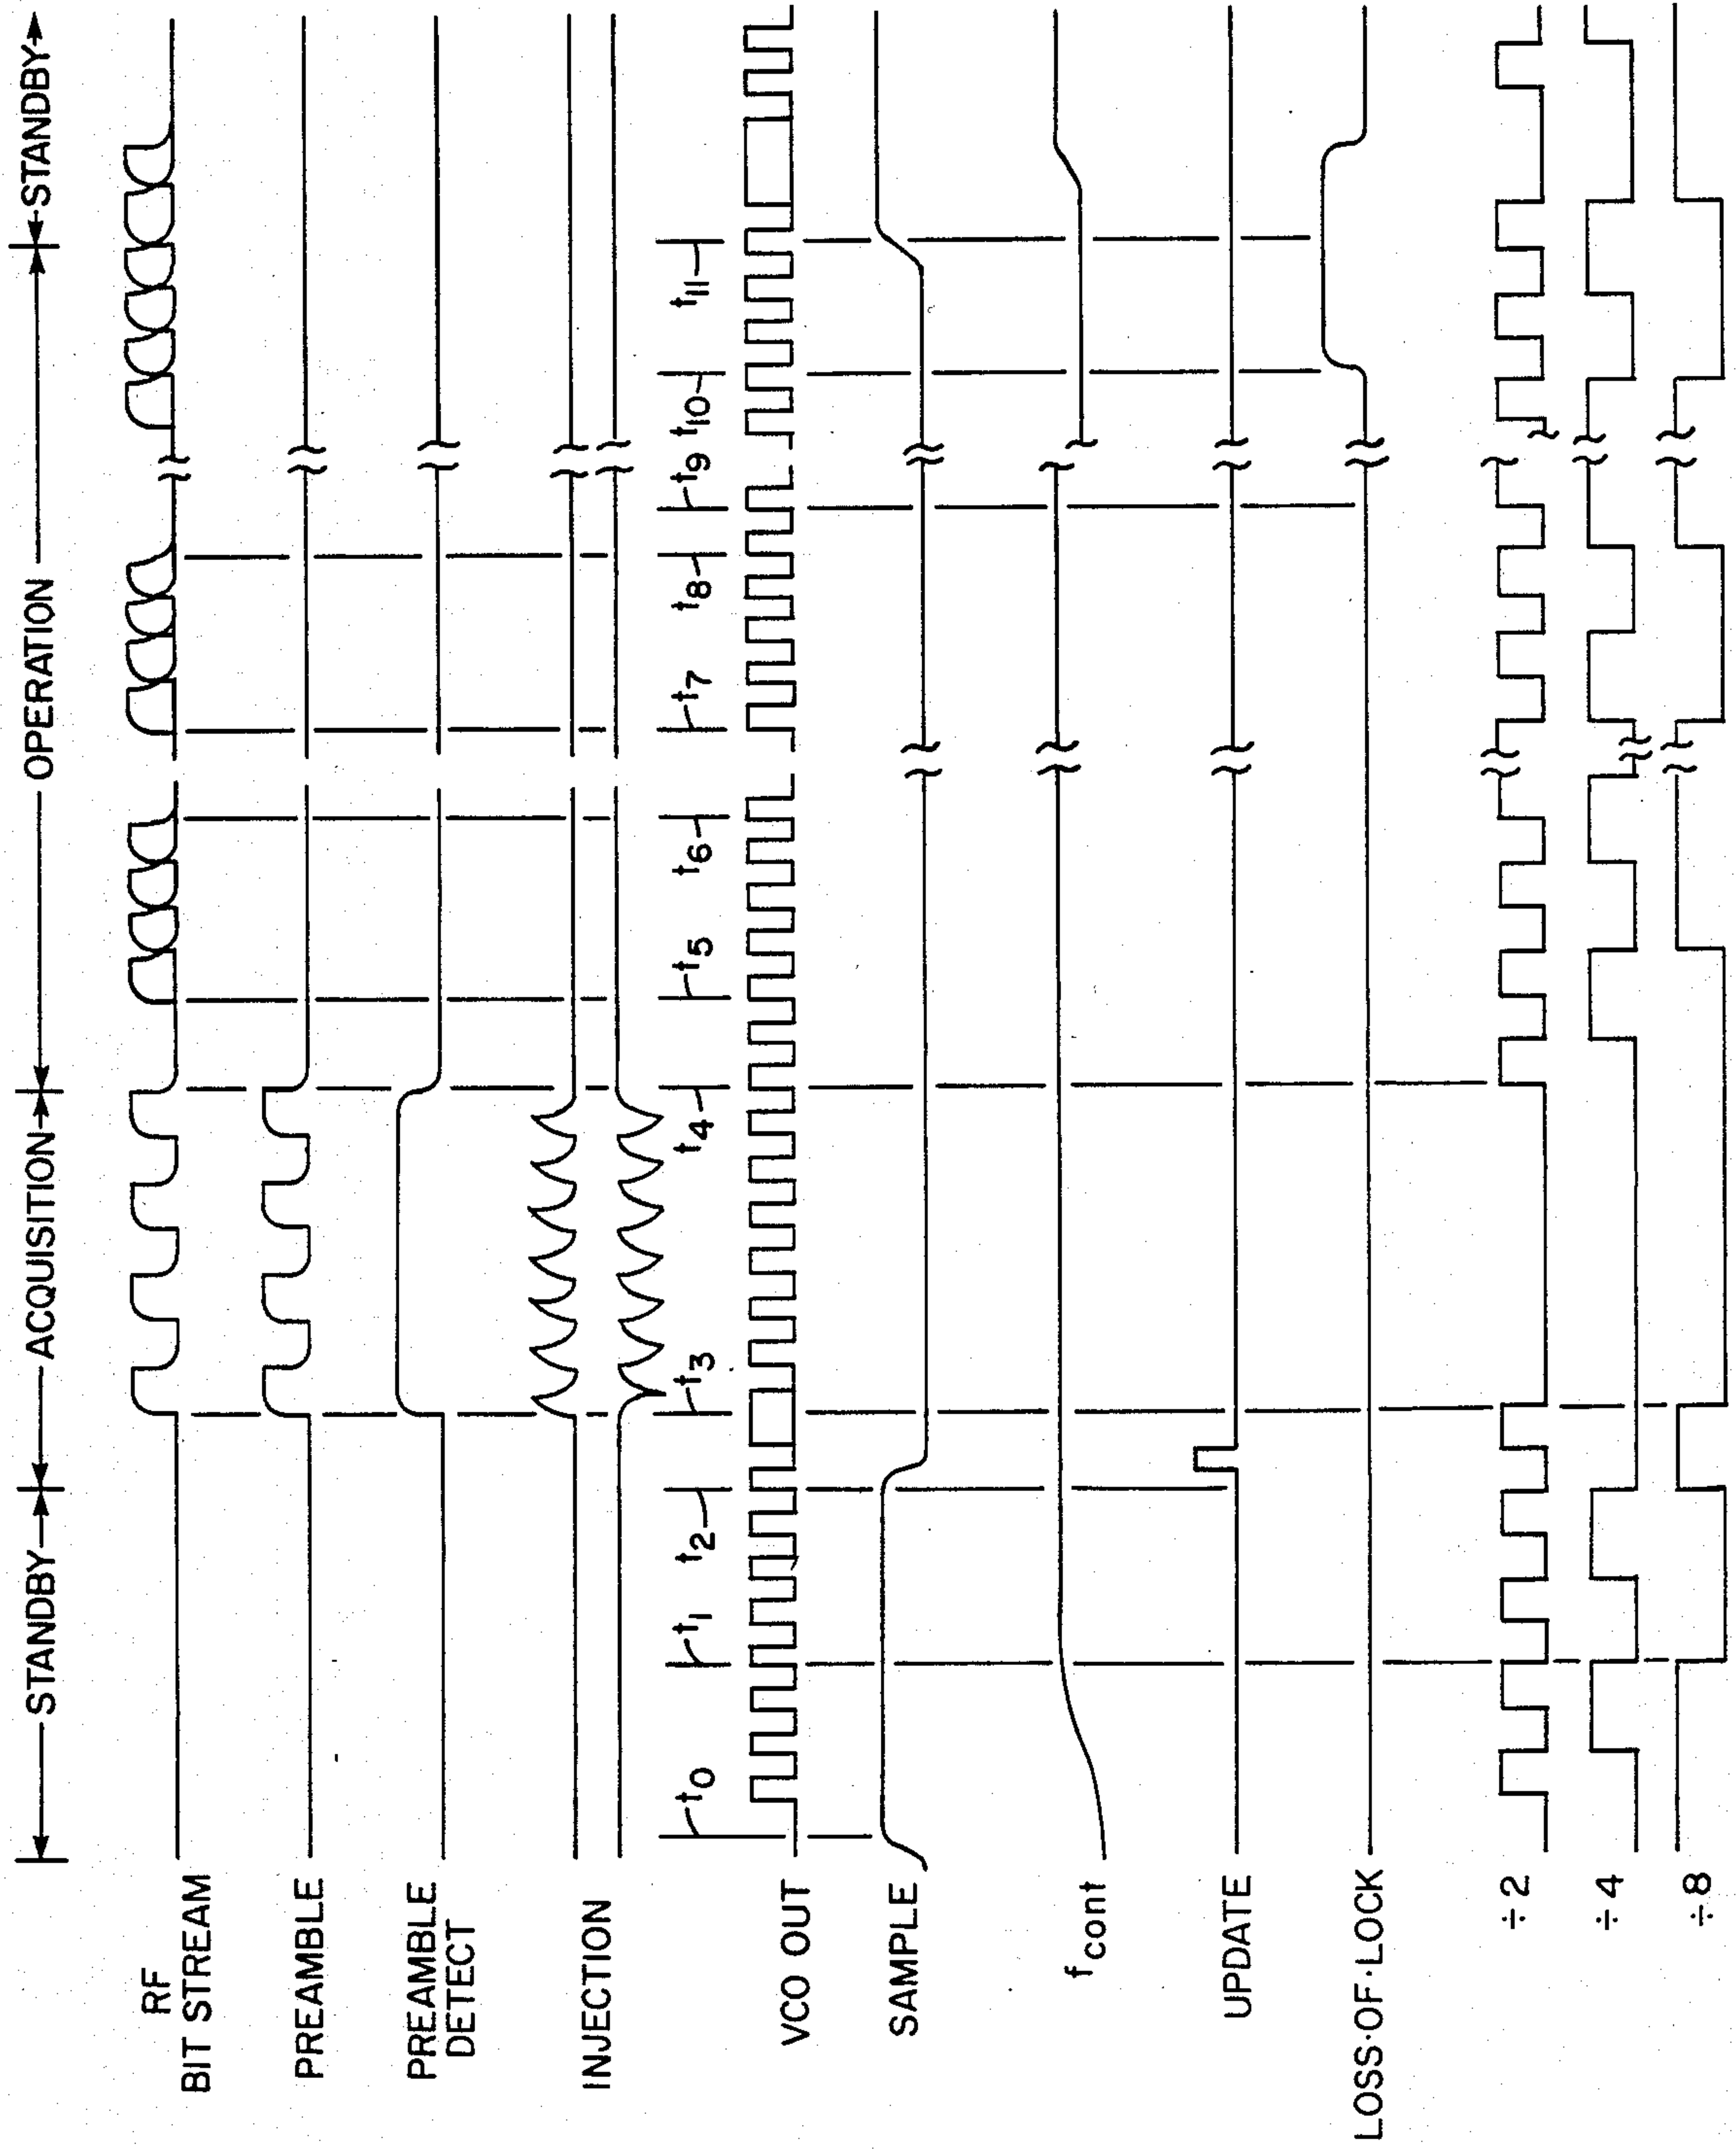 STANDBY
ACQUISITION
OPERATION
STANDBY
RF
BIT STREAM
PREAMBLE
PREAMBLE
DETECT
INJECTION
t0
t1
t2
t3
t4
t5
t6
t7
t8
t9
t10
t11
VCO OUT
SAMPLE
fcont
UPDATE
LOSS·OF·LOCK
÷ 2
÷ 4
÷ 8